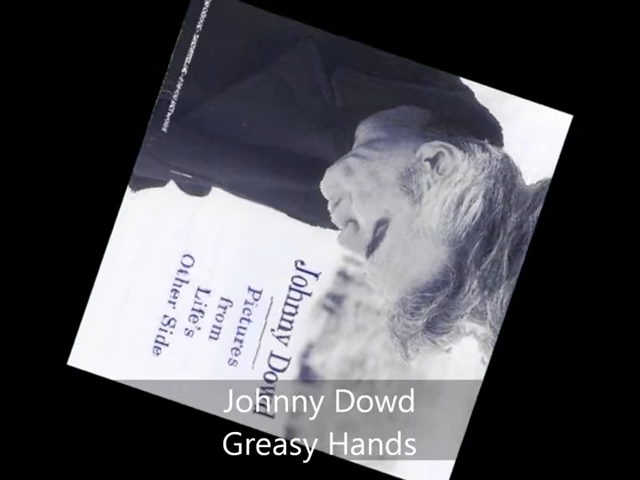 Johnny Dowd
Pictures
from
Life's
Other Side
Johnny Dowd
Greasy Hands